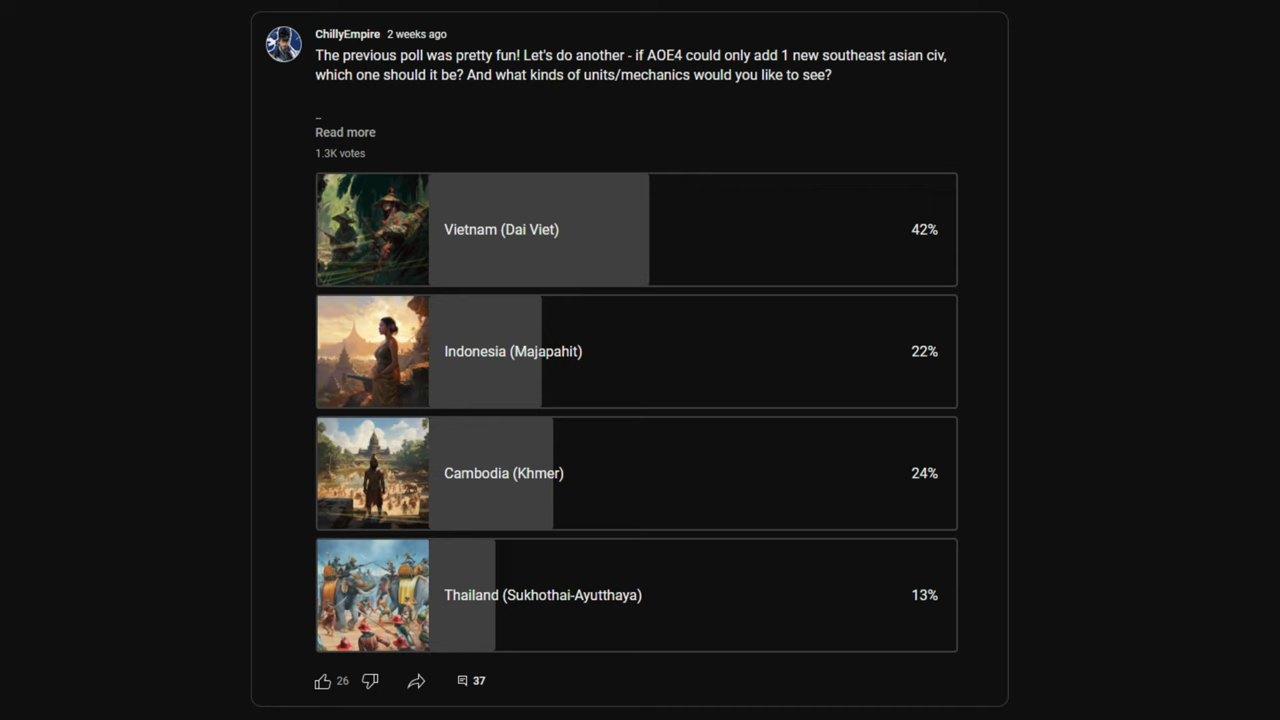 ChillyEmpire 2 weeks ago
The previous poll was pretty fun! Let's do another - if AOE4 could only add 1 new southeast asian civ,
which one should it be? And what kinds of units/mechanics would you like to see?
_
Read more
1.3K votes
Vietnam (Dai Viet) 42%
Indonesia (Majapahit) 22%
Cambodia (Khmer) 24%
Thailand (Sukhothai-Ayutthaya) 13%
26 37